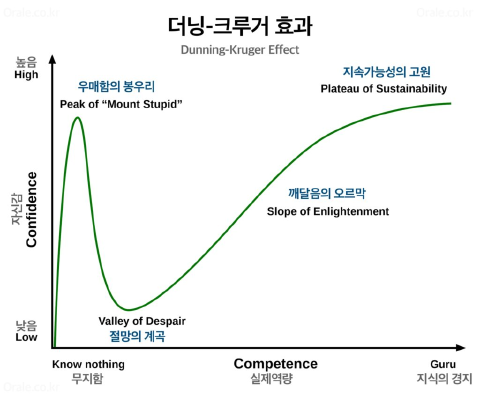 더닝-크루거 효과
Dunning-Kruger Effect
높음
High
우매함의 봉우리
Peak of “Mount Stupid”
지속가능성의 고원
Plateau of Sustainability
자신감
Confidence
깨달음의 오르막
Slope of Enlightenment
Valley of Despair
절망의 계곡
낮음
Low
Know nothing
무지함
Competence
실제역량
Guru
지식의 경지